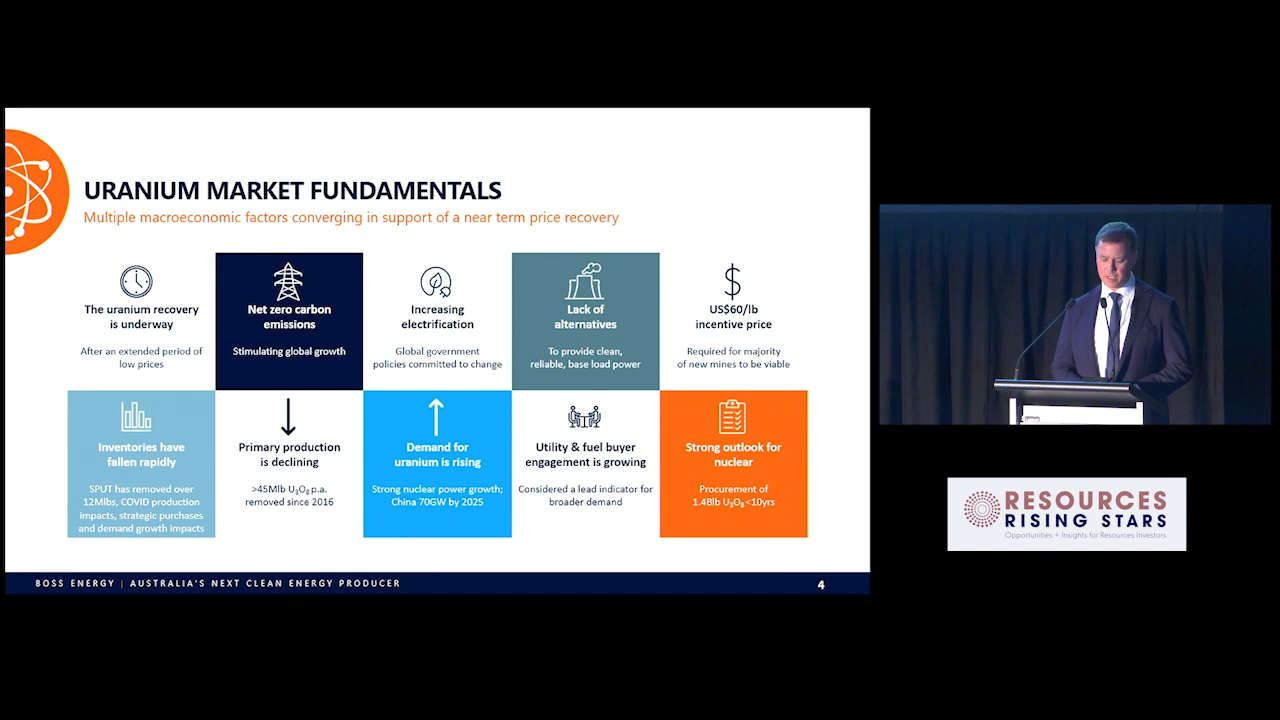 URANIUM MARKET FUNDAMENTALS
Multiple macroeconomic factors converging in support of a near term price recovery
The uranium recovery
is underway
After an extended period of
low prices
Net zero carbon
emissions
Stimulating global growth
Increasing
electrification
Global government
policies committed to change
Lack of
alternatives
To provide clean,
reliable, base load power
US$60/lb
incentive price
Required for majority
of new mines to be viable
Inventories have
fallen rapidly
SPUT has removed over
12Mlbs, COVID production
impacts, strategic purchases
and demand growth impacts
Primary production
is declining
>45Mlb U₃O₈ p.a.
removed since 2016
Demand for
uranium is rising
Strong nuclear power growth;
China 70GW by 2025
Utility & fuel buyer
engagement is growing
Considered a lead indicator for
broader demand
Strong outlook for
nuclear
Procurement of
1.4Blb U₃O₈ <10yrs
BOSS ENERGY | AUSTRALIA'S NEXT CLEAN ENERGY PRODUCER
4
RESOURCES
RISING STARS
Opportunities + Insights for Resources Investors